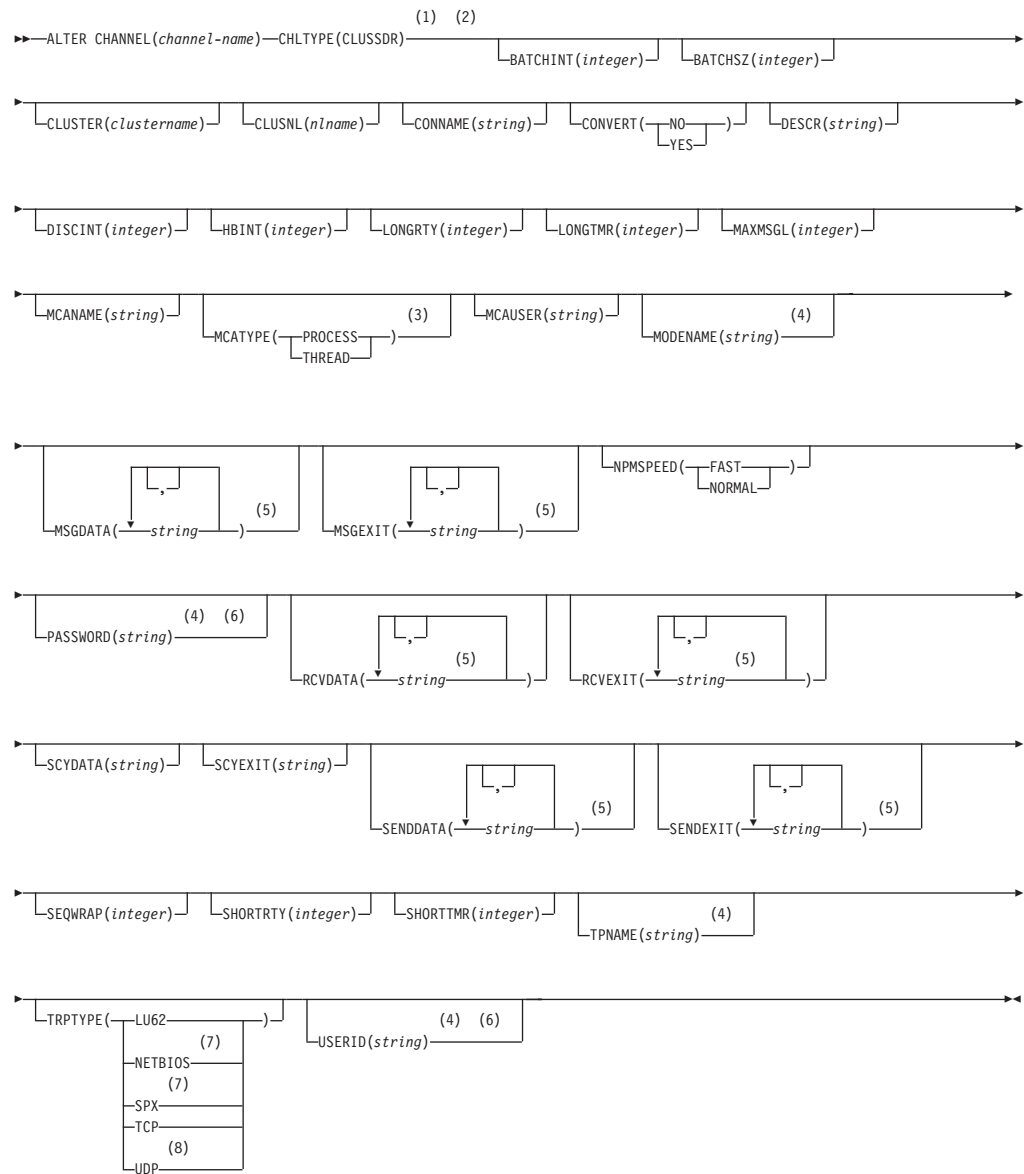 (1) (2)
ALTER CHANNEL(channel-name) CHLTYPE(CLUSSDR)
BATCHINT(integer) BATCHSZ(integer)
CLUSTER(clustername) CLUSNL(nlname) CONNAME(string) CONVERT( NO ) DESCR(string)
YES
DISCINT(integer) HBINT(integer) LONGRTY(integer) LONGTMR(integer) MAXMSGL(integer)
(3) (4)
MCANAME(string) MCATYPE( PROCESS ) MCAUSER(string) MODENAME(string)
THREAD
NPMSPEED( FAST )
NORMAL
, ,
(5) (5)
MSGDATA( string ) MSGEXIT( string )
(4) (6)
PASSWORD(string)
, ,
(5) (5)
RCVDATA( string ) RCVEXIT( string )
SCYDATA(string) SCYEXIT(string)
, ,
(5) (5)
SENDDATA( string ) SENDEXIT( string )
SEQWRAP(integer) SHORTRTY(integer) SHORTTMR(integer)
(4)
TPNAME(string)
TRPTYPE( LU62 )
(7)
NETBIOS
(7)
SPX
TCP
(8)
UDP
(4) (6)
USERID(string)